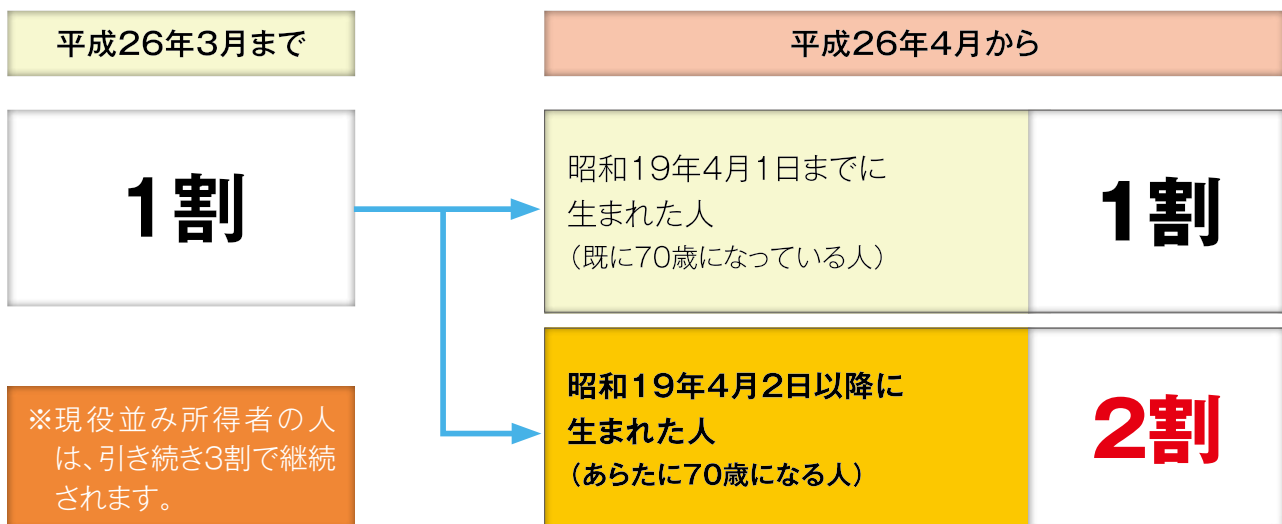 平成26年3月まで
1割
※現役並み所得者の人
は、引き続き3割で継続
されます。
平成26年4月から
昭和19年4月1日までに
生まれた人
(既に70歳になっている人)
1割
昭和19年4月2日以降に
生まれた人
(あらたに70歳になる人)
2割